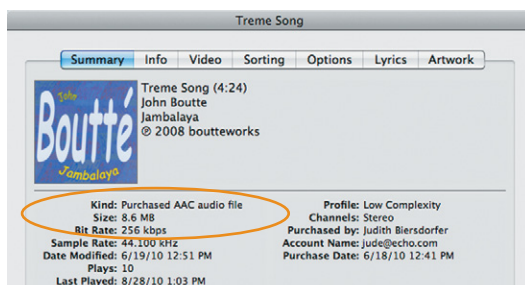 Treme Song
Summary Info Video Sorting Options Lyrics Artwork
John
Boutté
Jambalaya
Treme Song (4:24)
John Boutte
Jambalaya
℗ 2008 boutteworks
Kind: Purchased AAC audio file
Size: 8.6 MB
Bit Rate: 256 kbps
Sample Rate: 44.100 kHz
Date Modified: 6/19/10 12:51 PM
Plays: 10
Last Played: 8/28/10 1:03 PM
Profile: Low Complexity
Channels: Stereo
Purchased by: Judith Biersdorfer
Account Name: jude@echo.com
Purchase Date: 6/18/10 12:41 PM